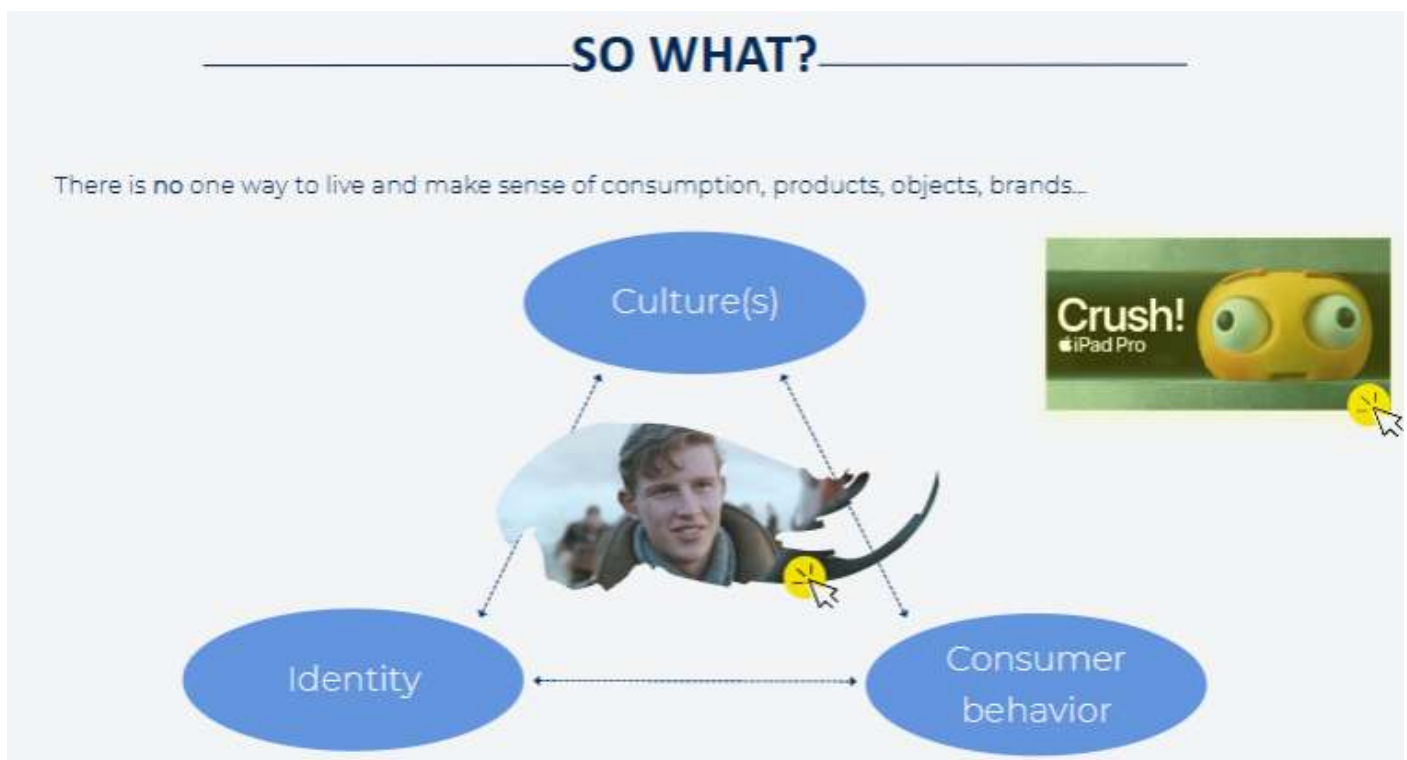 SO WHAT?
There is no one way to live and make sense of consumption, products, objects, brands...
Culture(s)
Crush!
iPad Pro
Identity
Consumer
behavior